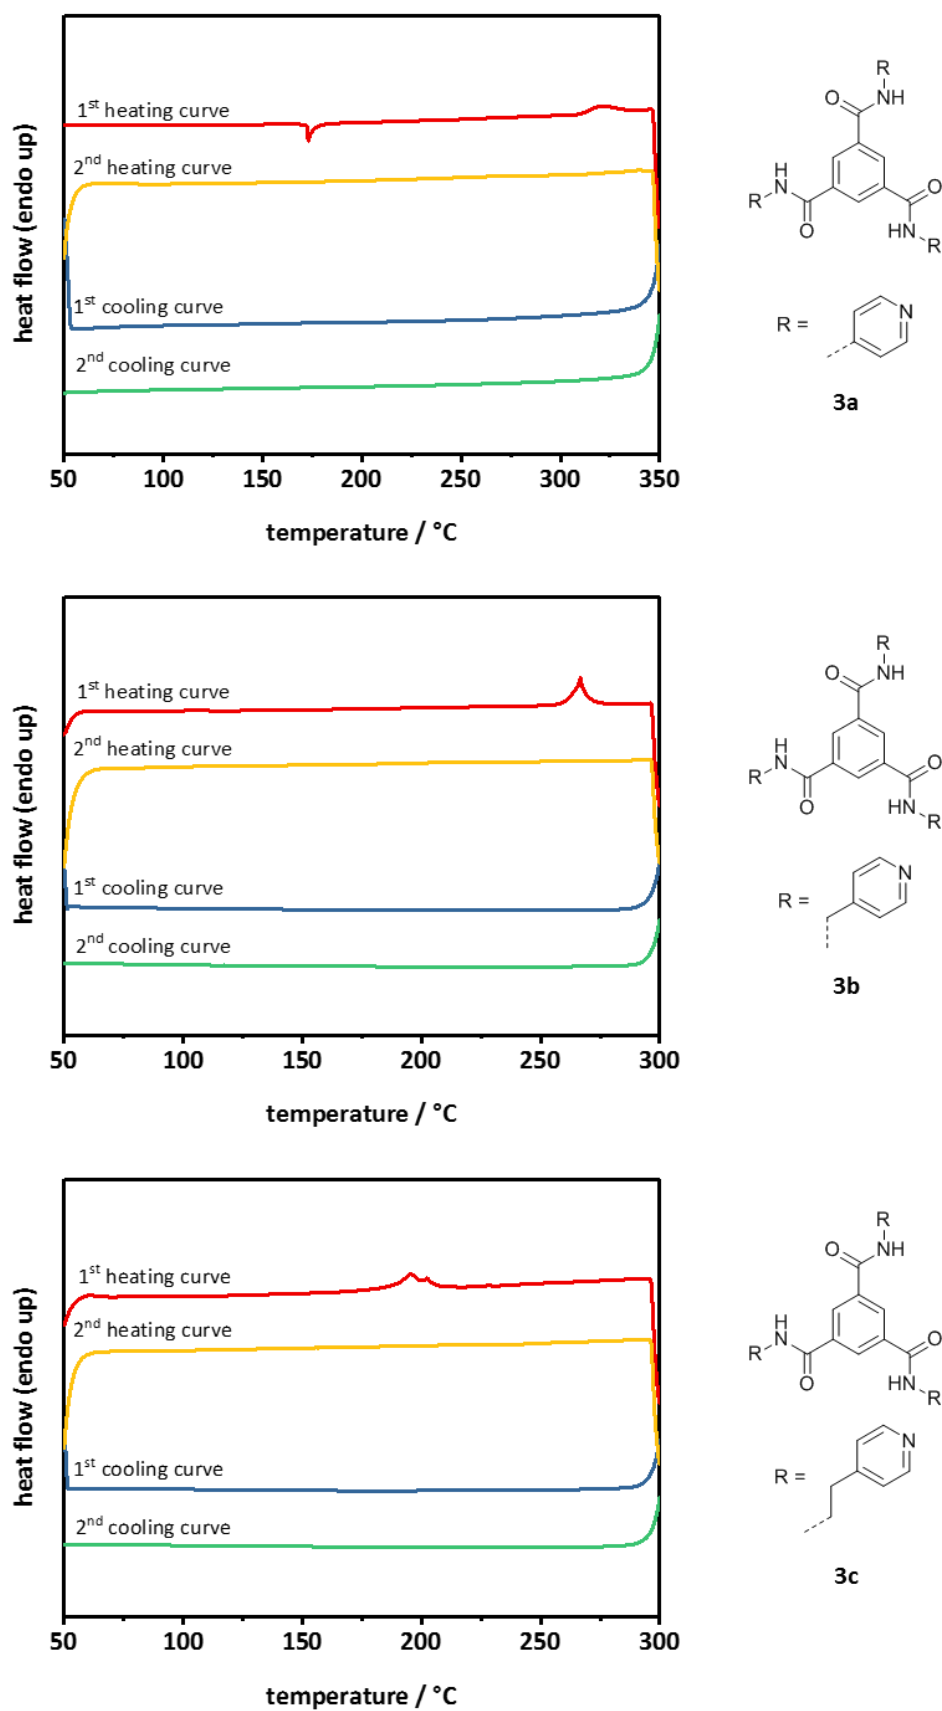 heat flow (endo up)
1st heating curve
2nd heating curve
1st cooling curve
2nd cooling curve
50 100 150 200 250 300 350
temperature / °C
R
O NH
H
N O
R
O HN
R
R = N
3a
heat flow (endo up)
1st heating curve
2nd heating curve
1st cooling curve
2nd cooling curve
50 100 150 200 250 300
temperature / °C
R
O NH
H
N O
R
O HN
R
R = N
3b
heat flow (endo up)
1st heating curve
2nd heating curve
1st cooling curve
2nd cooling curve
50 100 150 200 250 300
temperature / °C
R
O NH
H
N O
R
O HN
R
R = N
3c